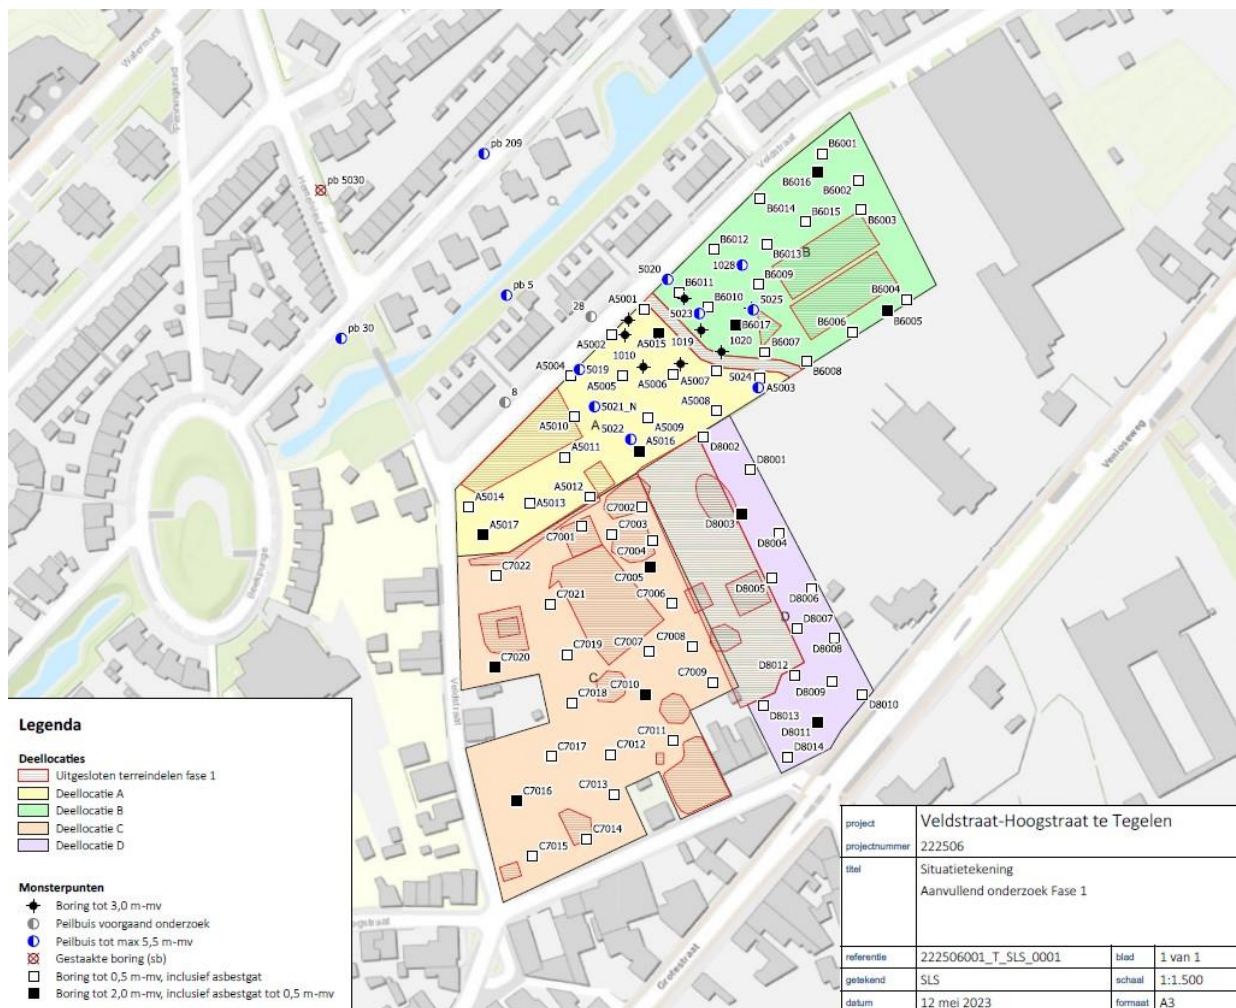 Watermunt
Penningkruid
Veldstraat
pb 209
pb 5030
B6001
B6016
B6002
B6014
B6015
B6003
B6012
B6013
B
1028
5020
B6009
B6011
B6004
pb 5
B6010
5025
28
A5001
5023
B6005
B6017
B6006
pb 30
A5002
A5015
1019
1010
1020
B6007
A5004
5019
B6008
A5005
A5006
A5007
5024
A5003
8
5021_N
A5008
A5010
A
5022
A5009
A5016
D8002
A5011
D8001
Venloseweg
A5012
A5014
A5013
C7002
A5017
C7001
C7003
D8003
C7004
D8004
C7022
C7005
D8005
C7021
C7006
D8006
D
D8007
C7019
C7007
C7008
D8008
C7020
D8012
C
C7010
C7009
D8009
C7018
D8010
D8013
Veldstraat
D8011
C7011
C7017
C7012
D8014
C7013
C7016
C7014
C7015
Grotestraat
Legenda
Deellocaties
Uitgesloten terreindelen fase 1
Deellocatie A
Deellocatie B
Deellocatie C
Deellocatie D
Monsterpunten
Boring tot 3,0 m-mv
Peilbuis voorgaand onderzoek
Peilbuis tot max 5,5 m-mv
Gestaakte boring (sb)
Boring tot 0,5 m-mv, inclusief asbestgat
Boring tot 2,0 m-mv, inclusief asbestgat tot 0,5 m-mv
project Veldstraat-Hoogstraat te Tegelen
projectnummer 222506
titel Situatietekening
Aanvullend onderzoek Fase 1
referentie 222506001_T_SLS_0001 blad 1 van 1
getekend SLS schaal 1:1.500
datum 12 mei 2023 formaat A3